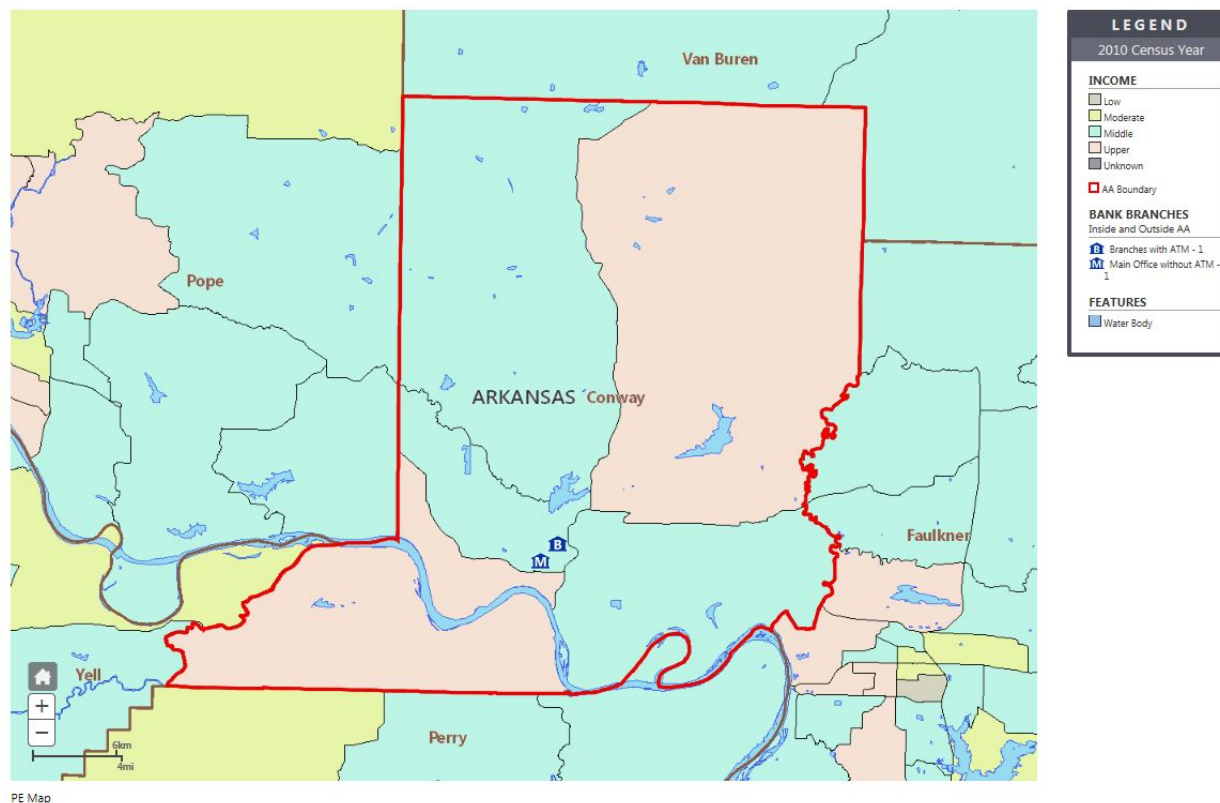 Van Buren
Pope
ARKANSAS Conway
Faulkner
Yell
Perry
+
−
6km
4mi
PE Map
LEGEND
2010 Census Year
INCOME
Low
Moderate
Middle
Upper
Unknown
AA Boundary
BANK BRANCHES
Inside and Outside AA
B Branches with ATM - 1
M Main Office without ATM -
1
FEATURES
Water Body
B
M